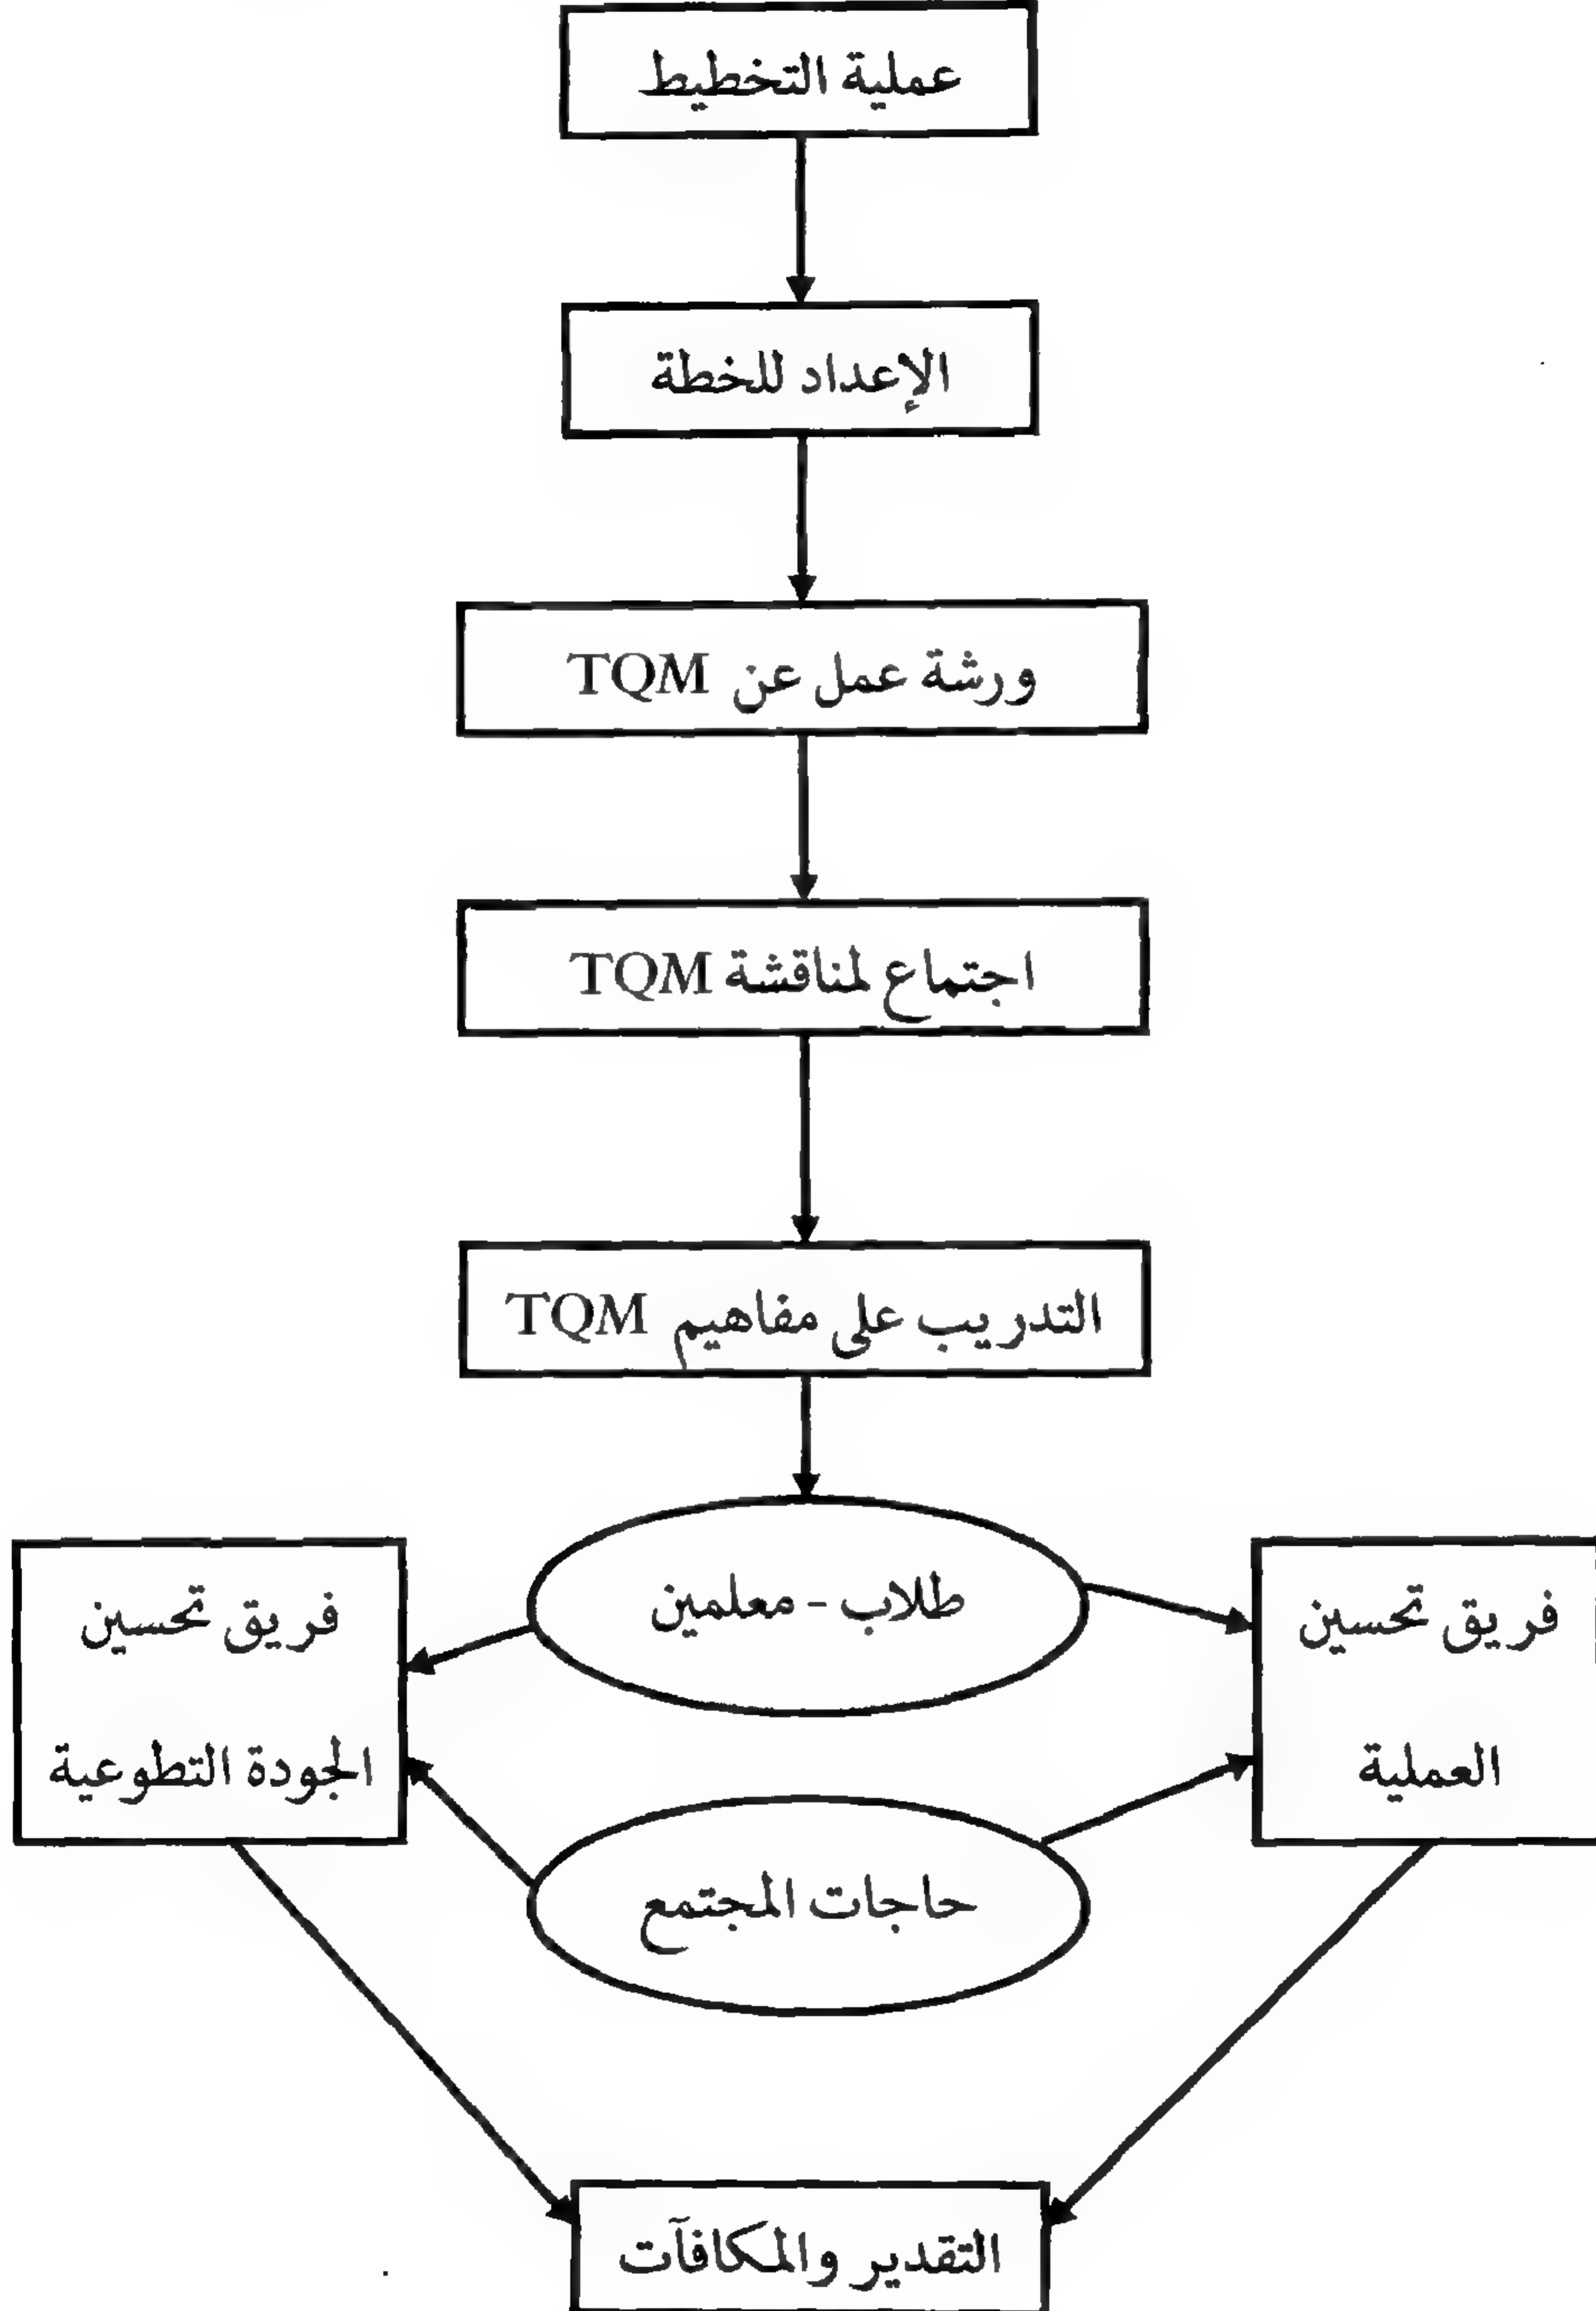 عملية التخطيط
الإعداد للخطة
ورشة عمل عن TQM
اجتماع لمناقشة TQM
التدريب على مفاهيم TQM
طلاب - معلمين
فريق تحسين
العملية
فريق تحسين
الجودة التطوعية
حاجات المجتمع
التقدير والمكافآت